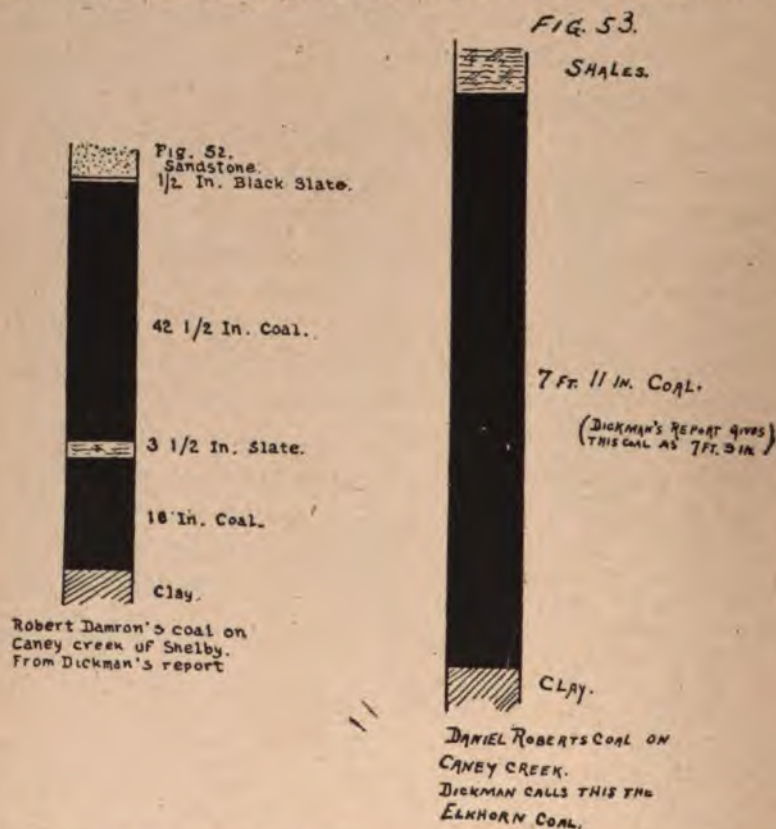 Fig. 52.
Sandstone.
1/2 In. Black Slate.
42 1/2 In. Coal.
3 1/2 In. Slate.
18 In. Coal.
Clay.
Robert Damron's coal on
Caney creek of Shelby.
From Dickman's report
FIG. 53.
SHALES.
7 FT. 11 IN. COAL.
(DICKMAN'S REPORT GIVES
THIS COAL AS 7 FT. 3 IN.)
CLAY.
DANIEL ROBERTS COAL ON
CANEY CREEK.
DICKMAN CALLS THIS THE
ELKHORN COAL.